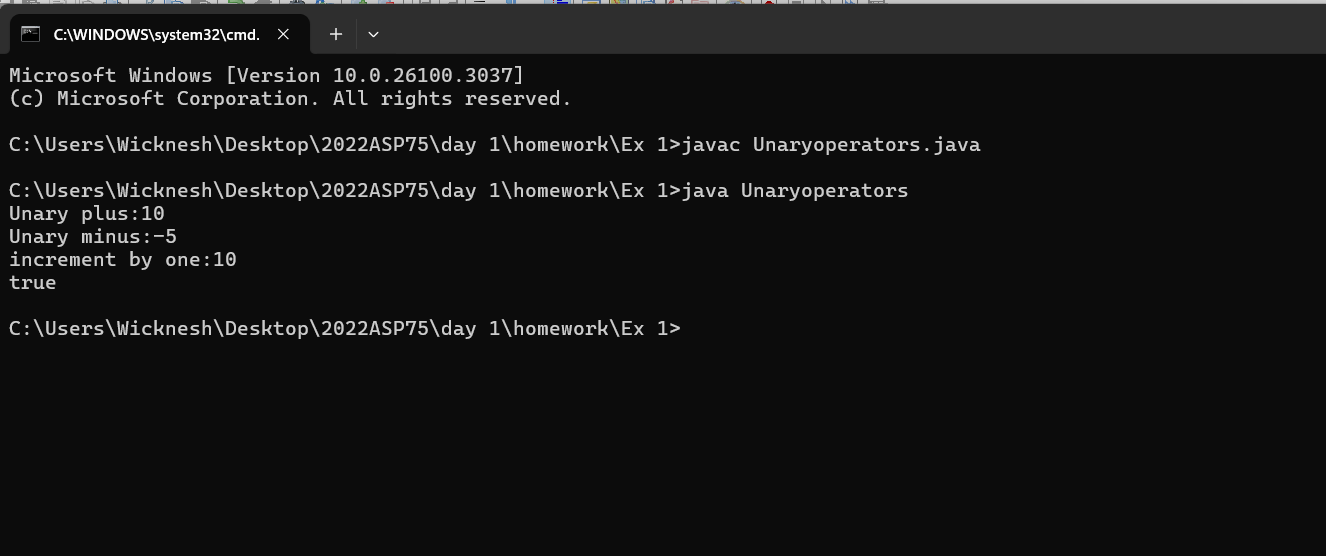 C:\WINDOWS\system32\cmd.
Microsoft Windows [Version 10.0.26100.3037]
(c) Microsoft Corporation. All rights reserved.
C:\Users\Wicknesh\Desktop\2022ASP75\day 1\homework\Ex 1>javac Unaryoperators.java
C:\Users\Wicknesh\Desktop\2022ASP75\day 1\homework\Ex 1>java Unaryoperators
Unary plus:10
Unary minus:-5
increment by one:10
true
C:\Users\Wicknesh\Desktop\2022ASP75\day 1\homework\Ex 1>